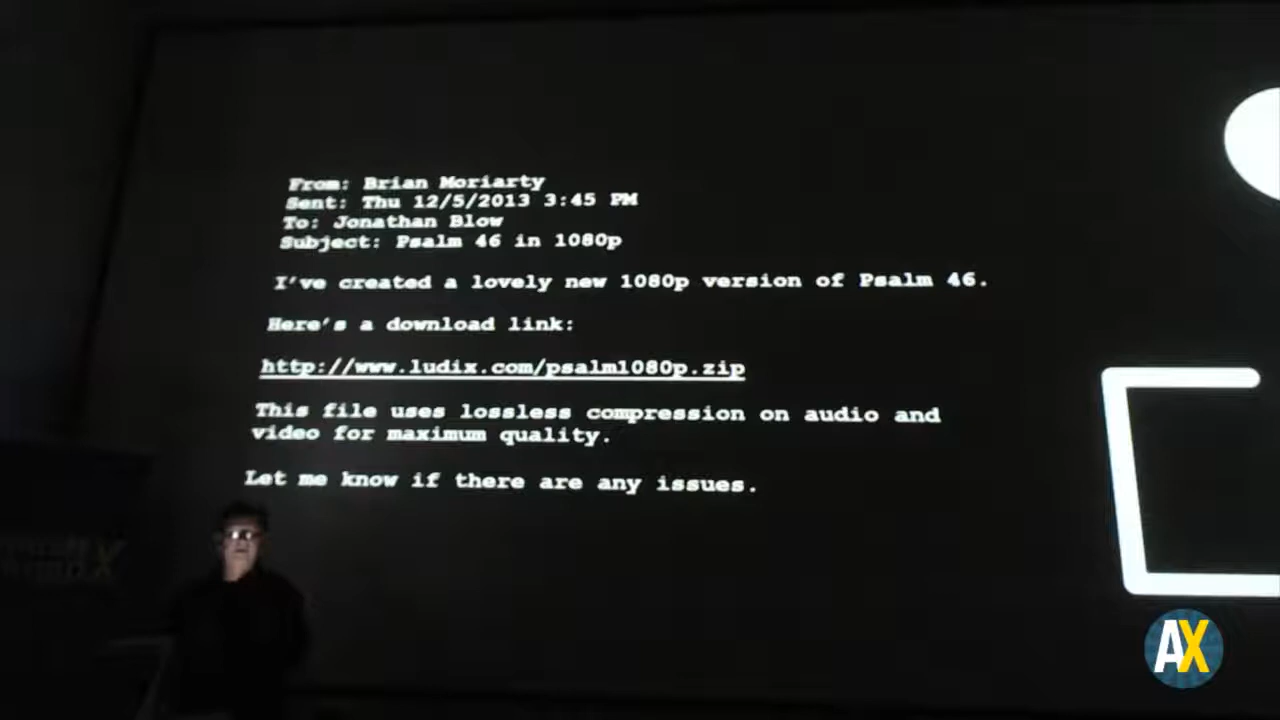 From: Brian Moriarty
Sent: Thu 12/5/2013 3:45 PM
To: Jonathan Blow
Subject: Psalm 46 in 1080p
I've created a lovely new 1080p version of Psalm 46.
Here's a download link:
http://www.ludix.com/psalm1080p.zip
This file uses lossless compression on audio and
video for maximum quality.
Let me know if there are any issues.
AX